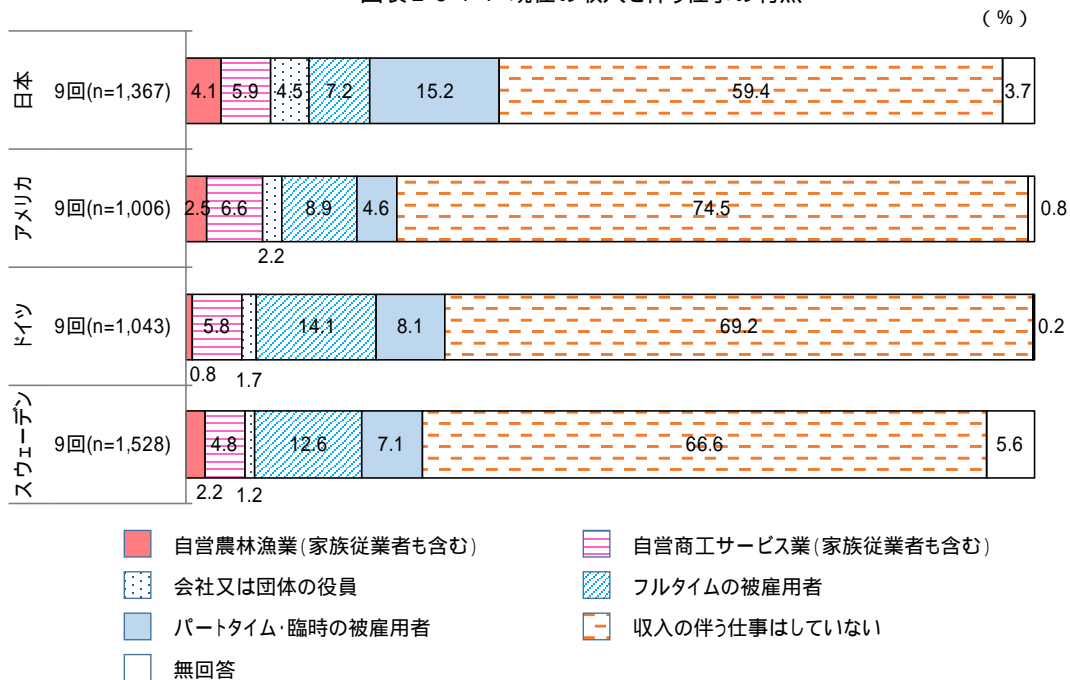 (%)
日本 9回(n=1,367) 4.1 5.9 4.5 7.2 15.2 59.4 3.7
アメリカ 9回(n=1,006) 2.5 6.6 2.2 8.9 4.6 74.5 0.8
ドイツ 9回(n=1,043) 0.8 5.8 1.7 14.1 8.1 69.2 0.2
スウェーデン 9回(n=1,528) 2.2 4.8 1.2 12.6 7.1 66.6 5.6
自営農林漁業(家族従業者も含む) 自営商工サービス業(家族従業者も含む)
会社又は団体の役員 フルタイムの被雇用者
パートタイム･臨時の被雇用者 収入の伴う仕事はしていない
無回答